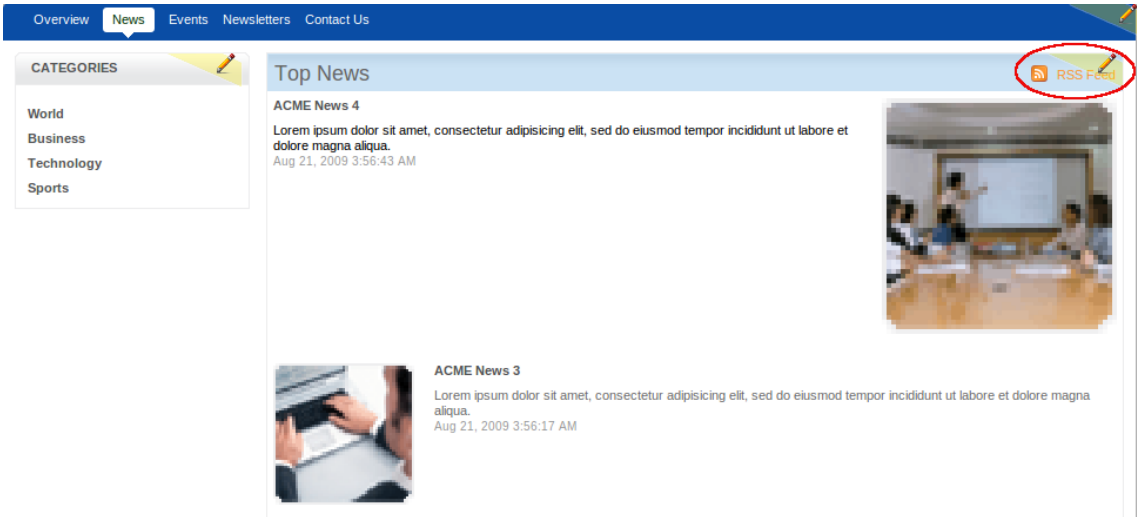 Overview News Events Newsletters Contact Us
CATEGORIES
World
Business
Technology
Sports
Top News
RSS Feed
ACME News 4
Lorem ipsum dolor sit amet, consectetur adipisicing elit, sed do eiusmod tempor incididunt ut labore et
dolore magna aliqua.
Aug 21, 2009 3:56:43 AM
ACME News 3
Lorem ipsum dolor sit amet, consectetur adipisicing elit, sed do eiusmod tempor incididunt ut labore et dolore magna
aliqua.
Aug 21, 2009 3:56:17 AM